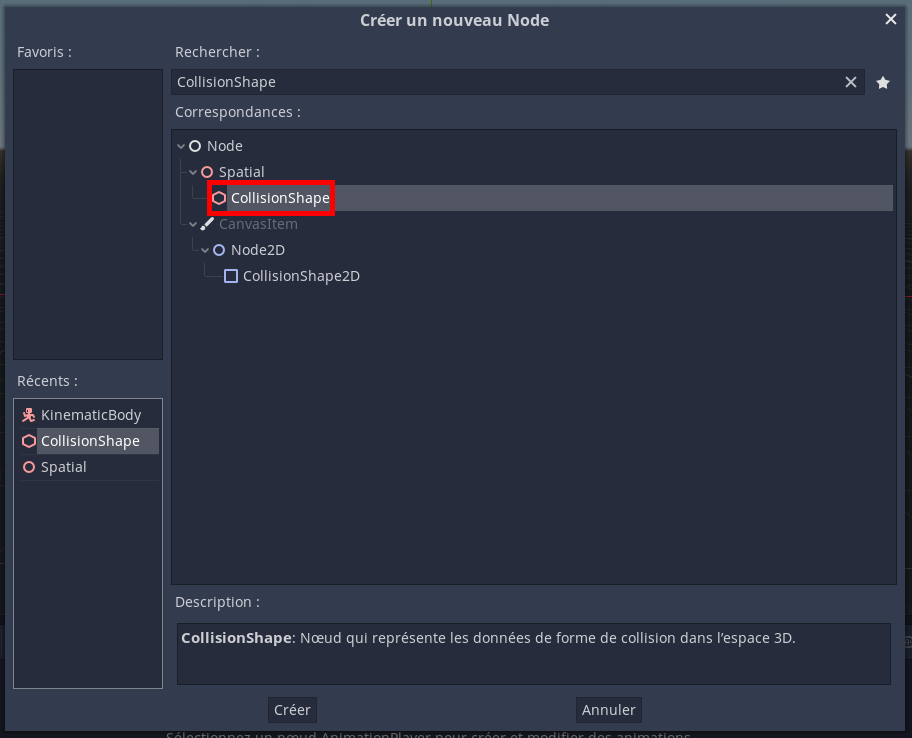 Créer un nouveau Node
Favoris :
Rechercher :
CollisionShape
Correspondances :
Node
Spatial
CollisionShape
CanvasItem
Node2D
CollisionShape2D
Récents :
KinematicBody
CollisionShape
Spatial
Description :
CollisionShape: Nœud qui représente les données de forme de collision dans l’espace 3D.
Créer
Annuler
Sélectionnez un nœud AnimationPlayer pour créer et modifier des animations.